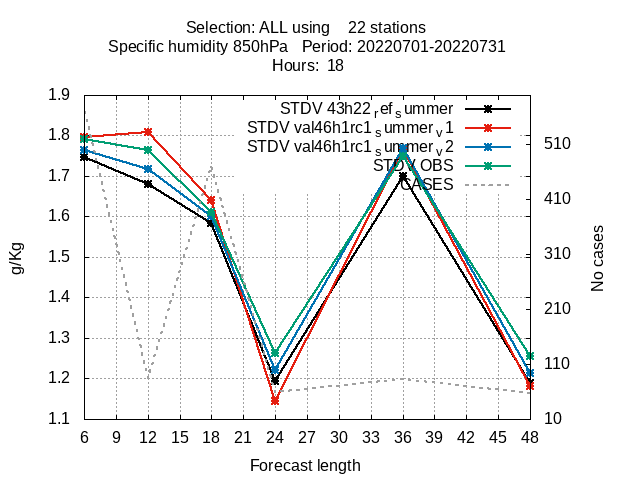 Selection: ALL using 22 stations
Specific humidity 850hPa Period: 20220701-20220731
Hours: 18
STDV 43h22refsummer
STDV val46h1rc1summerv1
STDV val46h1rc1summerv2
STDV OBS
CASES
1.9
1.8
1.7
1.6
1.5
1.4
1.3
1.2
1.1
g/Kg
510
410
310
210
110
10
No cases
6 9 12 15 18 21 24 27 30 33 36 39 42 45 48
Forecast length